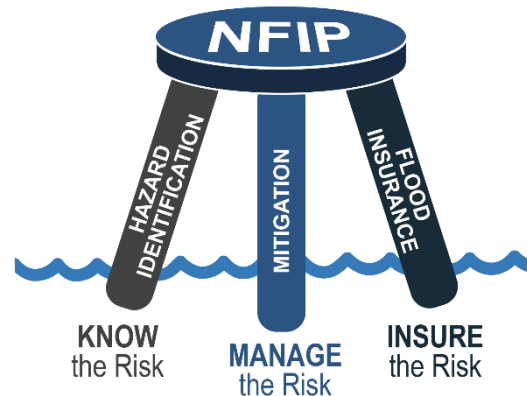 NFIP
HAZARD
IDENTIFICATION
MITIGATION
FLOOD
INSURANCE
KNOW
the Risk
MANAGE
the Risk
INSURE
the Risk